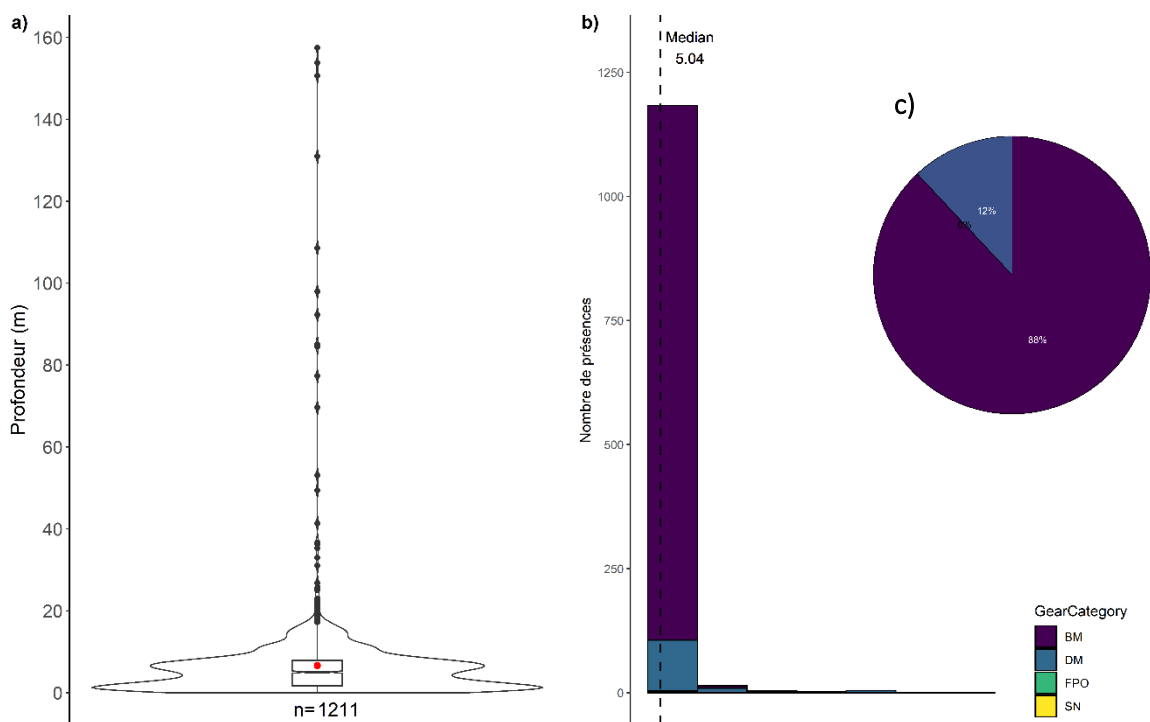 a)
Profondeur (m)
160
140
120
100
80
60
40
20
0
n= 1211
b)
Median
5.04
Nombre de présences
1250
1000
750
500
250
0
c)
12%
0%
88%
GearCategory
BM
DM
FPO
SN